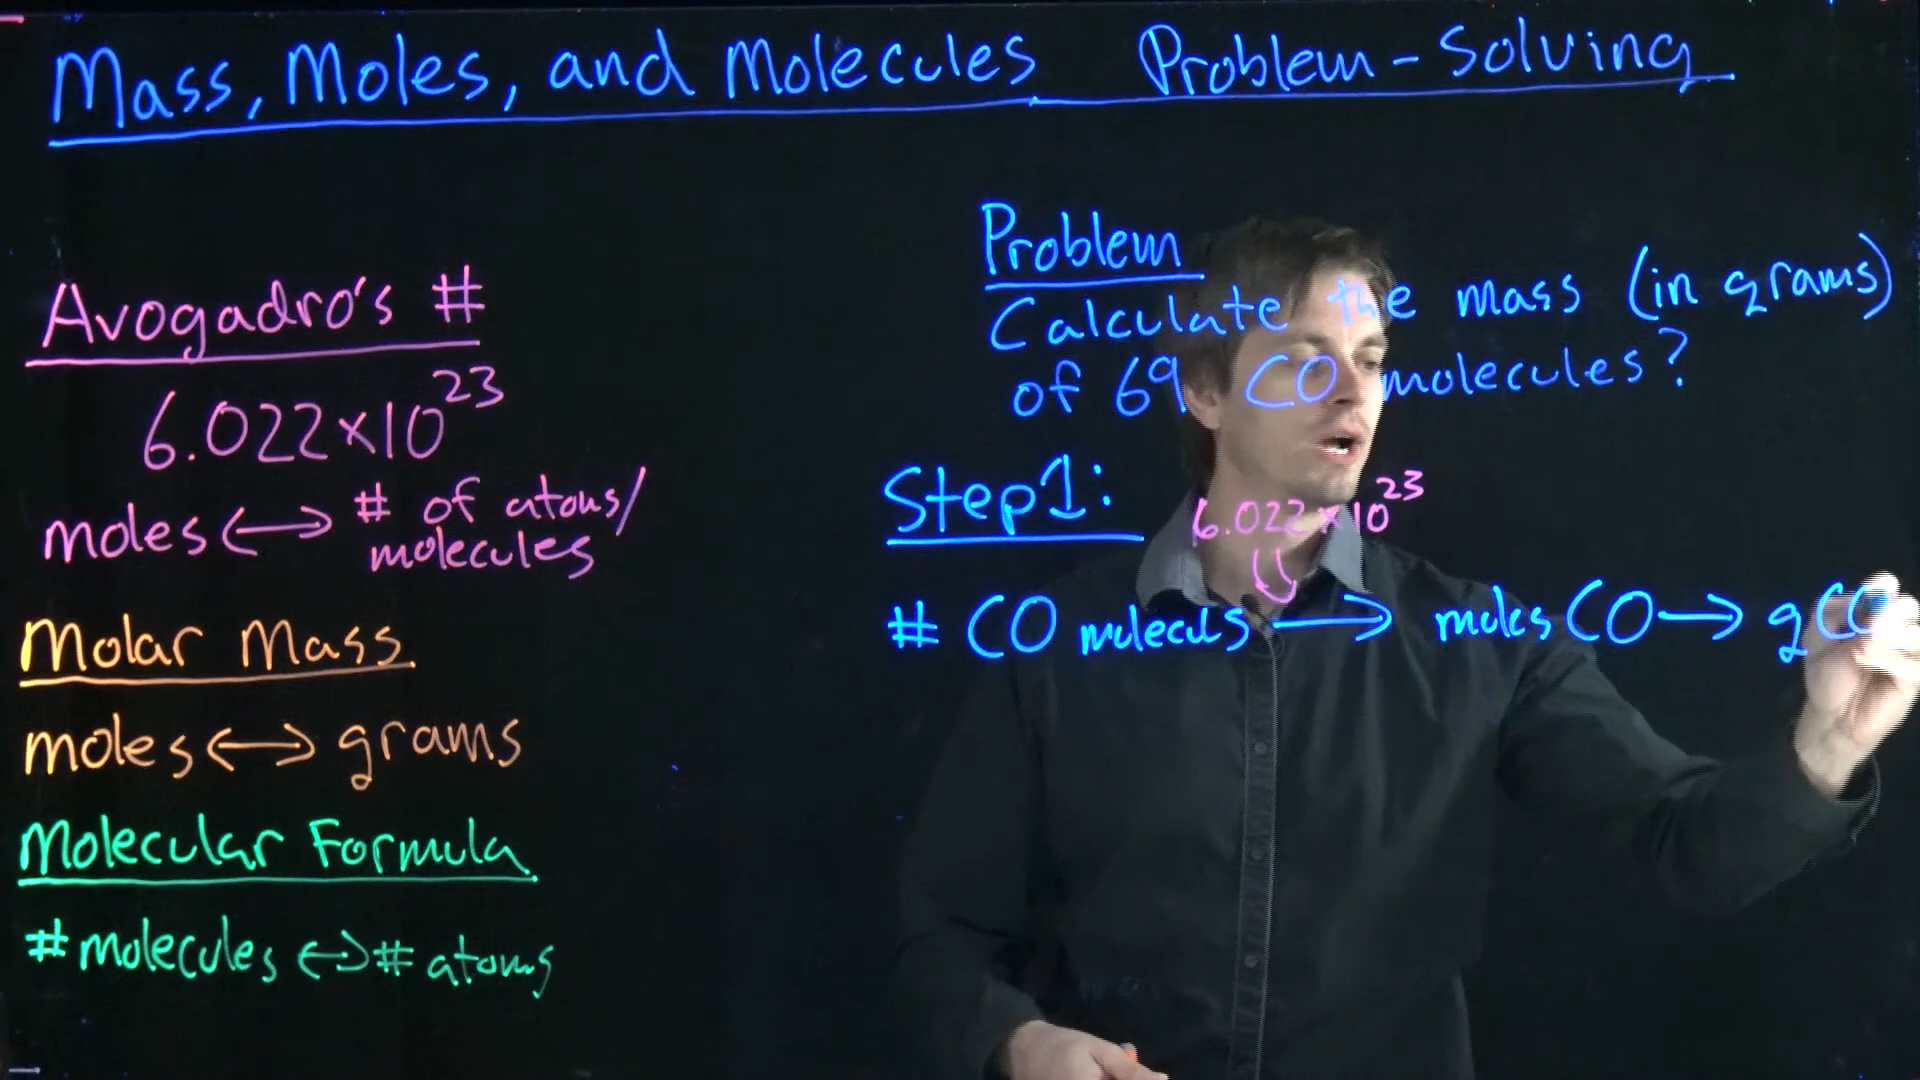 Mass, Moles, and Molecules Problem-Solving
Avogadro's #
6.022×10²³
moles ↔ # of atoms/
molecules
Molar Mass
moles ↔ grams
Molecular Formula
# molecules ↔ # atoms
Problem
Calculate the mass (in grams)
of 69 CO molecules?
Step 1:
6.022×10²³
# CO molecules → moles CO → g CO